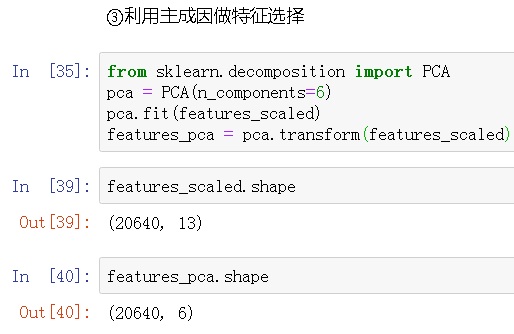 ③利用主成因做特征选择
In [35]: from sklearn.decomposition import PCA
pca = PCA(n_components=6)
pca.fit(features_scaled)
features_pca = pca.transform(features_scaled)
In [39]: features_scaled.shape
Out[39]: (20640, 13)
In [40]: features_pca.shape
Out[40]: (20640, 6)